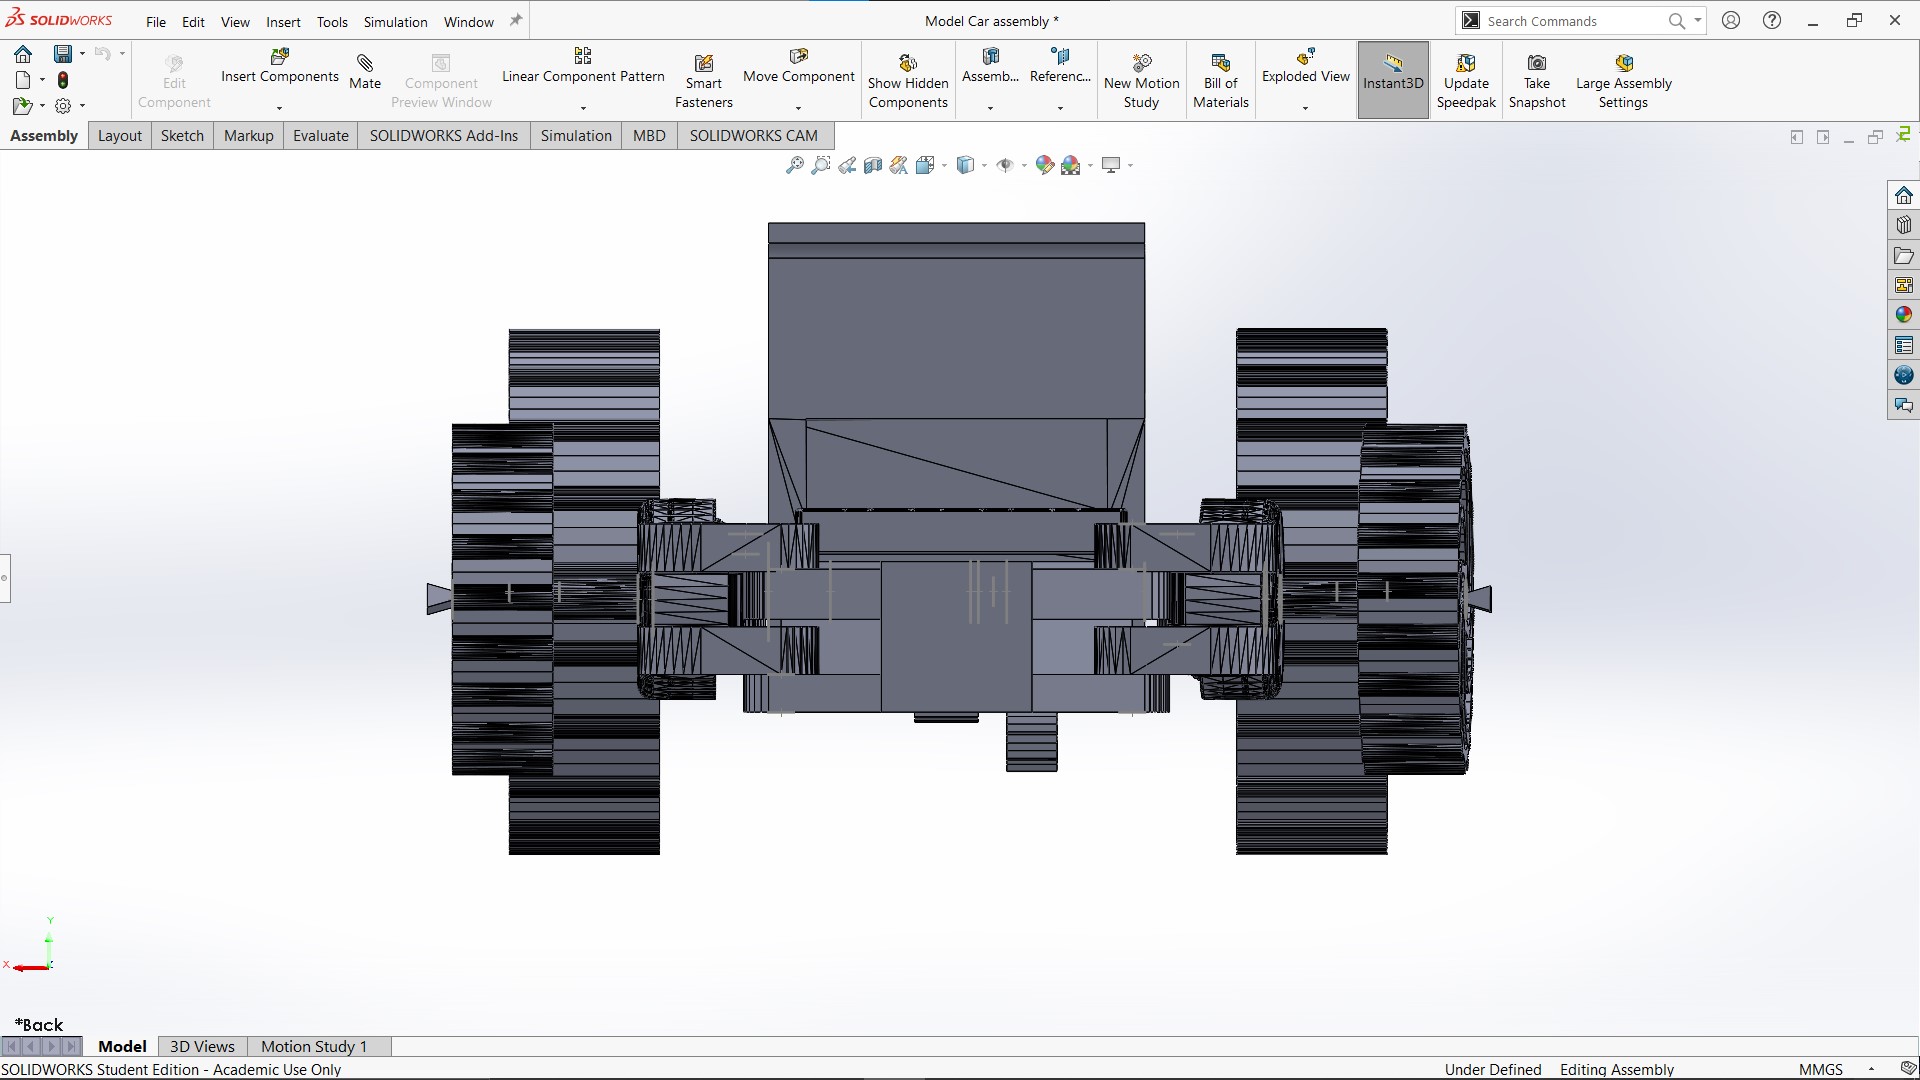 SOLIDWORKS File Edit View Insert Tools Simulation Window Model Car assembly * Search Commands
Edit Component
Insert Components
Mate
Component Preview Window
Linear Component Pattern
Smart Fasteners
Move Component
Show Hidden Components
Assemb...
Referenc...
New Motion Study
Bill of Materials
Exploded View
Instant3D
Update Speedpak
Take Snapshot
Large Assembly Settings
Assembly Layout Sketch Markup Evaluate SOLIDWORKS Add-Ins Simulation MBD SOLIDWORKS CAM
Y
X
*Back
Model 3D Views Motion Study 1
SOLIDWORKS Student Edition - Academic Use Only Under Defined Editing Assembly MMGS